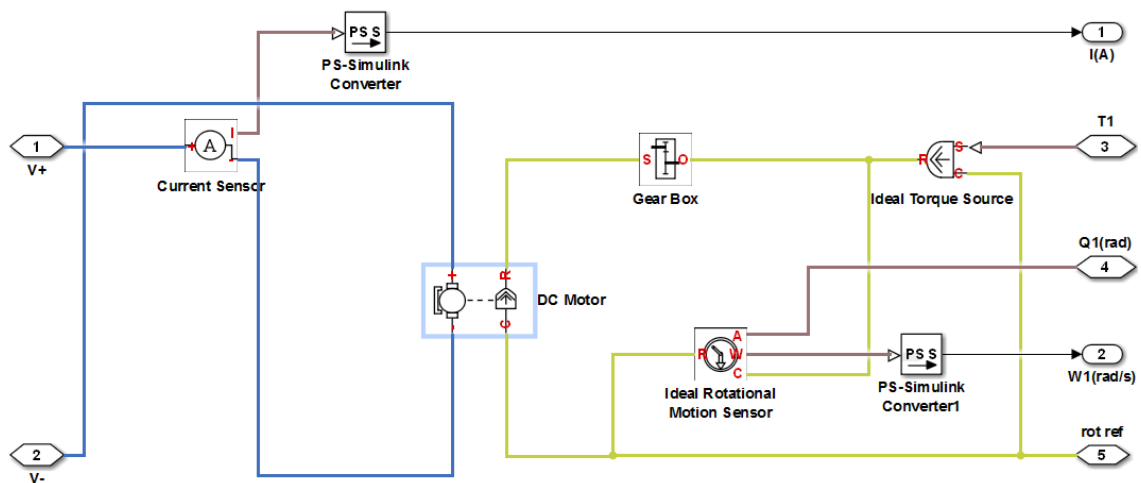 PS S
PS-Simulink
Converter
1
I(A)
1
V+
+
A
I
-
Current Sensor
S
O
Gear Box
R
S
C
Ideal Torque Source
T1
3
Q1(rad)
4
+
-
R
C
DC Motor
R
A
W
C
Ideal Rotational
Motion Sensor
PS S
PS-Simulink
Converter1
2
W1(rad/s)
rot ref
5
2
V-